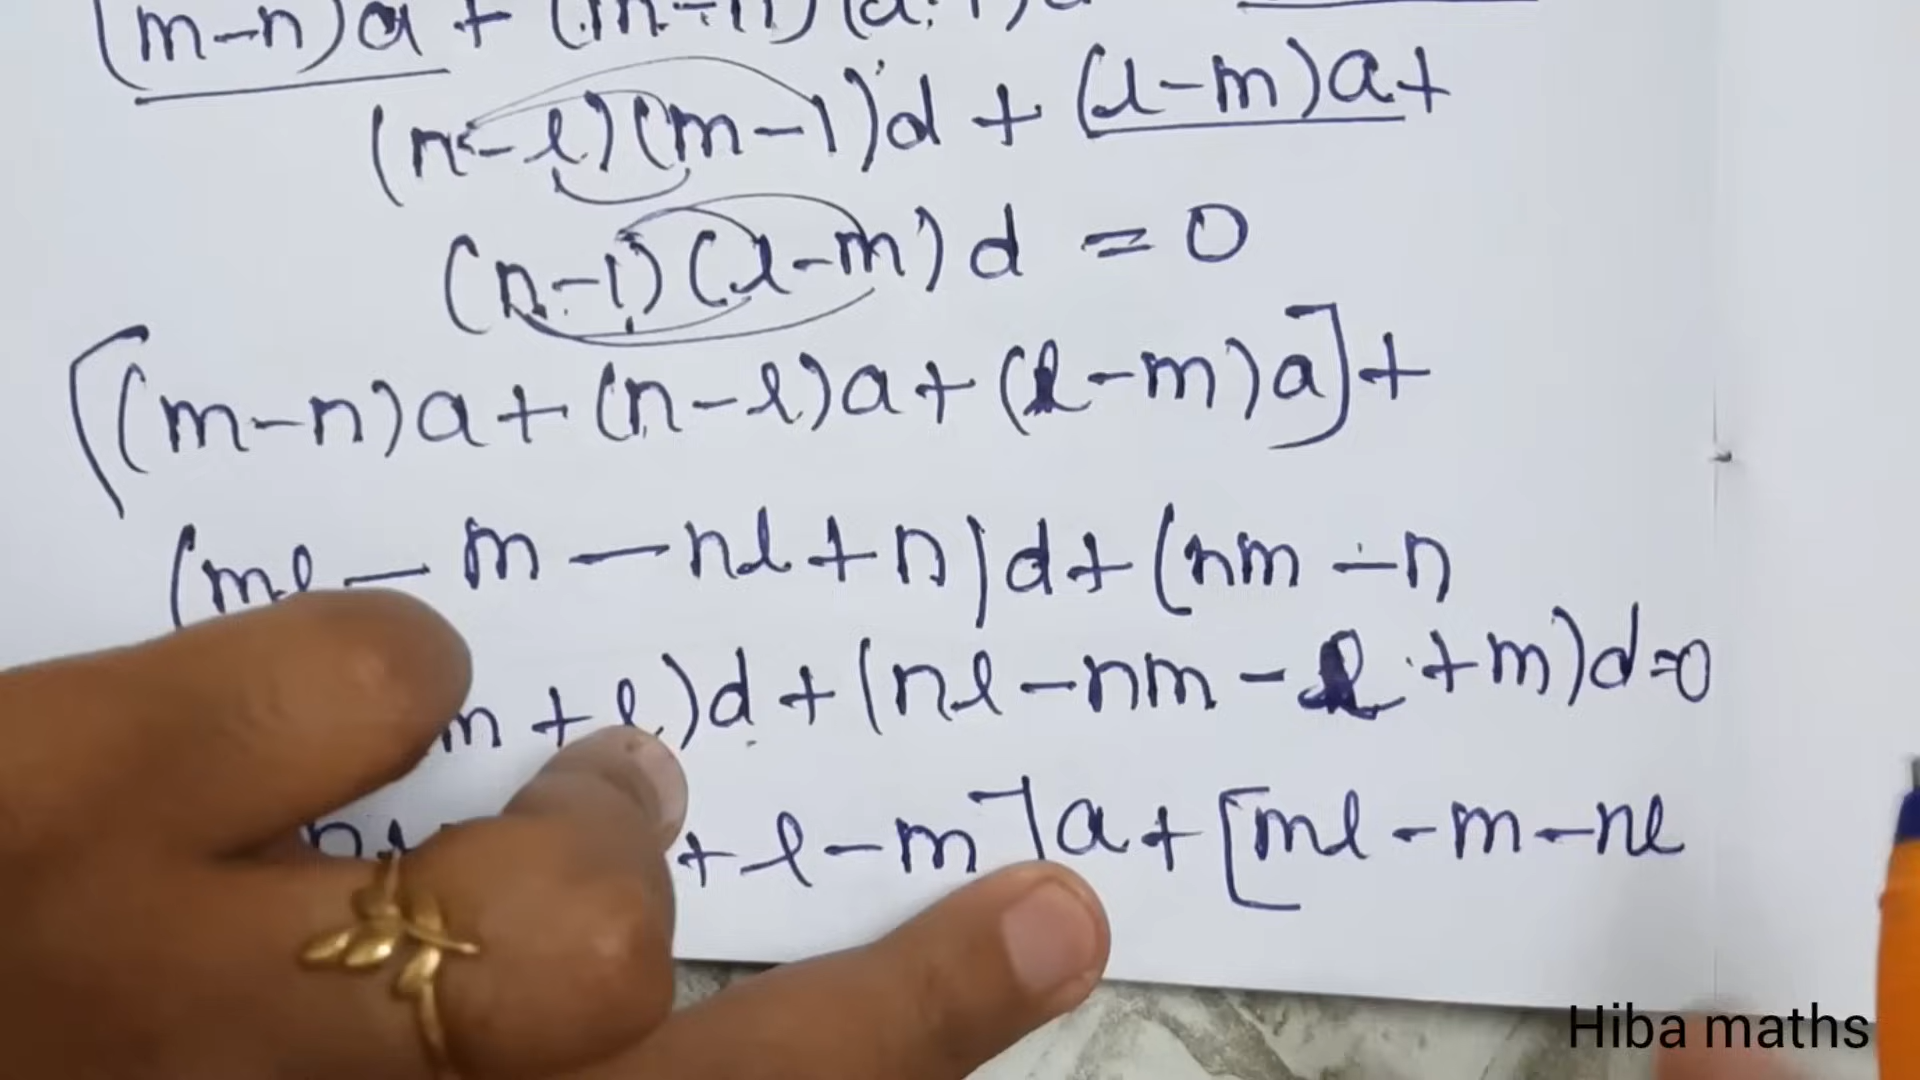 (m-n)a +
(n-l)(m-1)d + (l-m)a+
(n-1)(l-m)d = 0
[(m-n)a+(n-l)a+(l-m)a]+
(ml - m - nl + n)d + (nm - n
m + l)d + (nl - nm - l + m)d=0
+ l - m]a + [ml - m - nl
Hiba maths